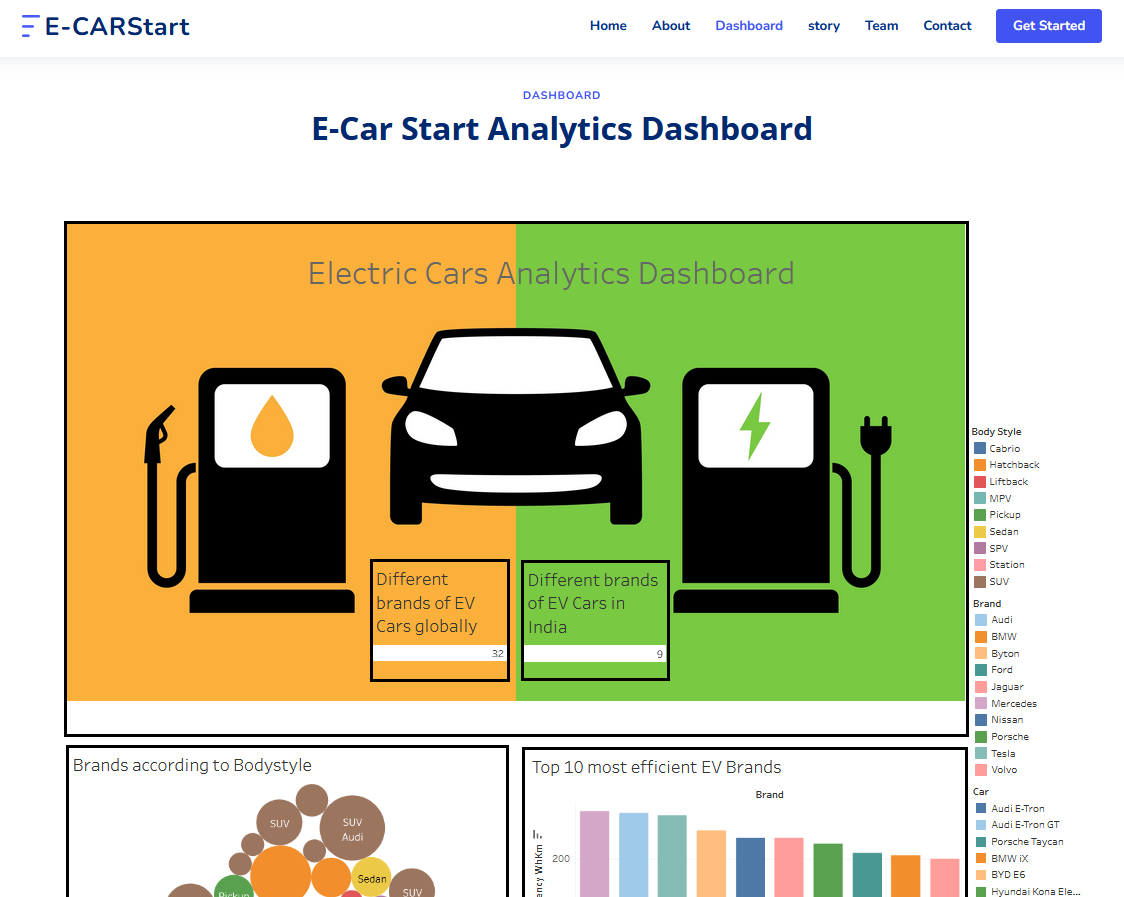 E-CARStart
Home About Dashboard story Team Contact Get Started
DASHBOARD
E-Car Start Analytics Dashboard
Electric Cars Analytics Dashboard
Different
brands of EV
Cars globally
32
Different brands
of EV Cars in
India
9
Body Style
Cabrio
Hatchback
Liftback
MPV
Pickup
Sedan
SPV
Station
SUV
Brand
Audi
BMW
Byton
Ford
Jaguar
Mercedes
Nissan
Porsche
Tesla
Volvo
Car
Audi E-Tron
Audi E-Tron GT
Porsche Taycan
BMW iX
BYD E6
Hyundai Kona Ele...
Brands according to Bodystyle
SUV
SUV
Audi
Sedan
Pickup
SUV
Top 10 most efficient EV Brands
Brand
200
ency WhKm